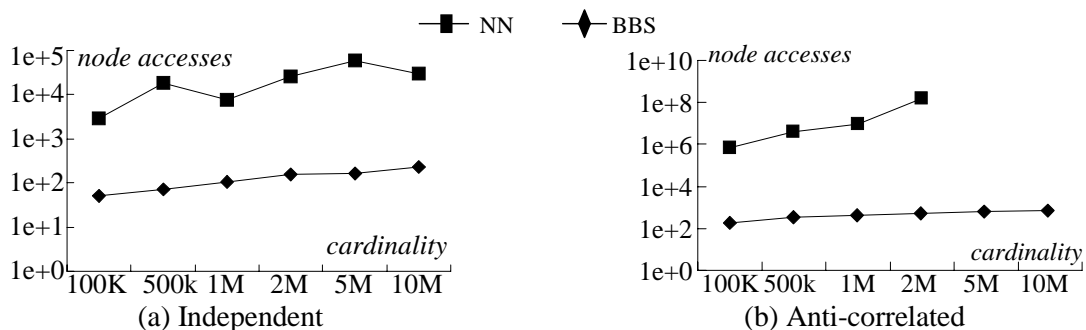 NN BBS
node accesses
1e+5
1e+4
1e+3
1e+2
1e+1
1e+0
cardinality
100K 500k 1M 2M 5M 10M
(a) Independent
node accesses
1e+10
1e+8
1e+6
1e+4
1e+2
1e+0
cardinality
100K 500k 1M 2M 5M 10M
(b) Anti-correlated